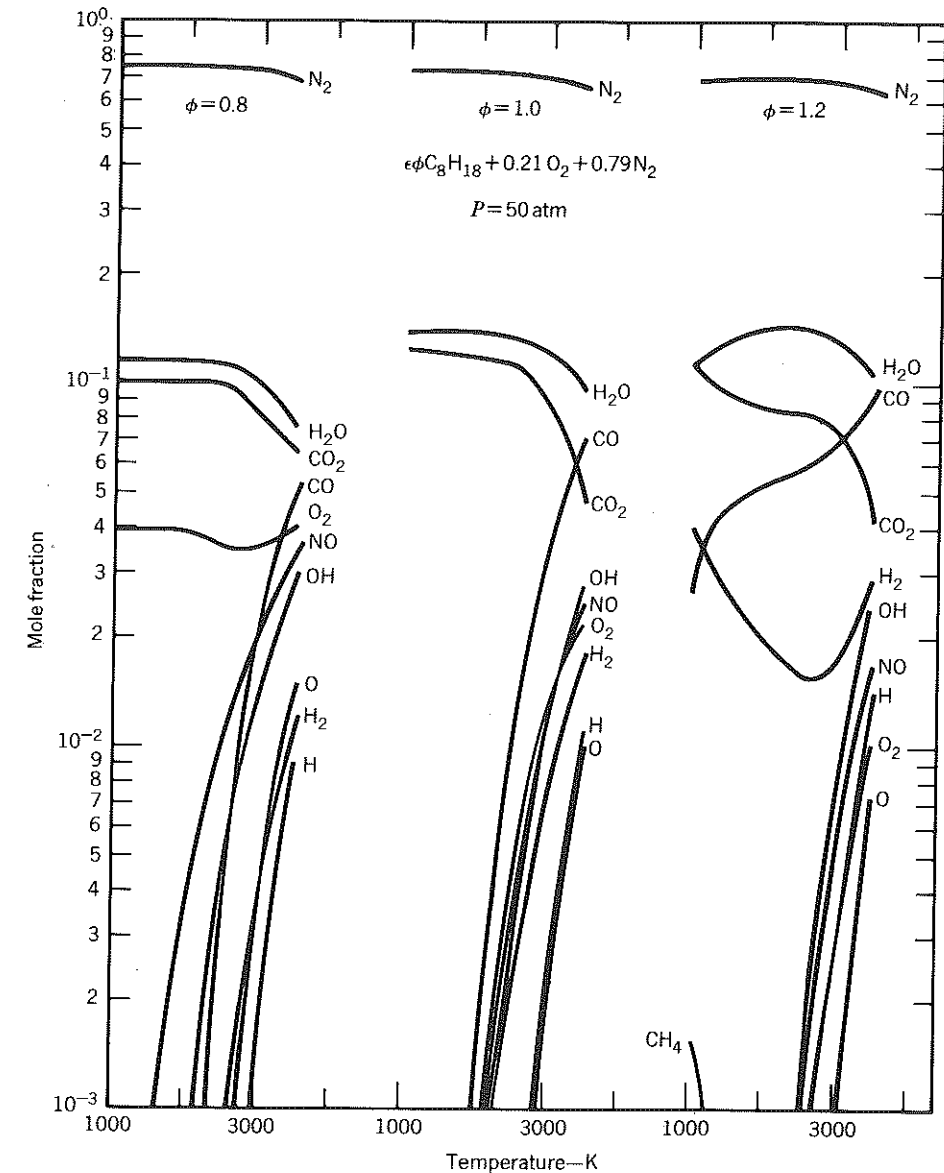 10⁰
9
8
7
6
5
4
3
2
10⁻¹
9
8
7
6
5
4
3
2
10⁻²
9
8
7
6
5
4
3
2
10⁻³
Mole fraction
N₂
ϕ=0.8
N₂
ϕ=1.0
N₂
ϕ=1.2
εϕC₈H₁₈+0.21 O₂+0.79N₂
P=50 atm
H₂O
CO₂
CO
O₂
NO
OH
O
H₂
H
H₂O
CO
CO₂
OH
NO
O₂
H₂
H
O
H₂O
CO
CO₂
H₂
OH
NO
H
O₂
O
CH₄
1000
3000
1000
3000
1000
3000
Temperature—K